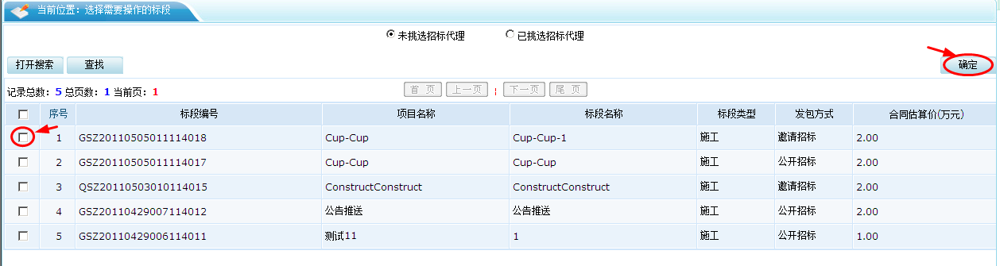 当前位置：选择需要操作的标段
未挑选招标代理 已挑选招标代理
打开搜索 查找 确定
记录总数：5 总页数：1 当前页：1 首 页 上一页 ¦ 下一页 尾 页
序号 标段编号 项目名称 标段名称 标段类型 发包方式 合同估算价(万元)
1 GSZ20110505011114018 Cup-Cup Cup-Cup-1 施工 邀请招标 2.00
2 GSZ20110505011114017 Cup-Cup Cup-Cup 施工 公开招标 2.00
3 QSZ20110503010114015 ConstructConstruct ConstructConstruct 施工 邀请招标 2.00
4 GSZ20110429007114012 公告推送 公告推送 施工 公开招标 2.00
5 GSZ20110429006114011 测试11 1 施工 公开招标 1.00